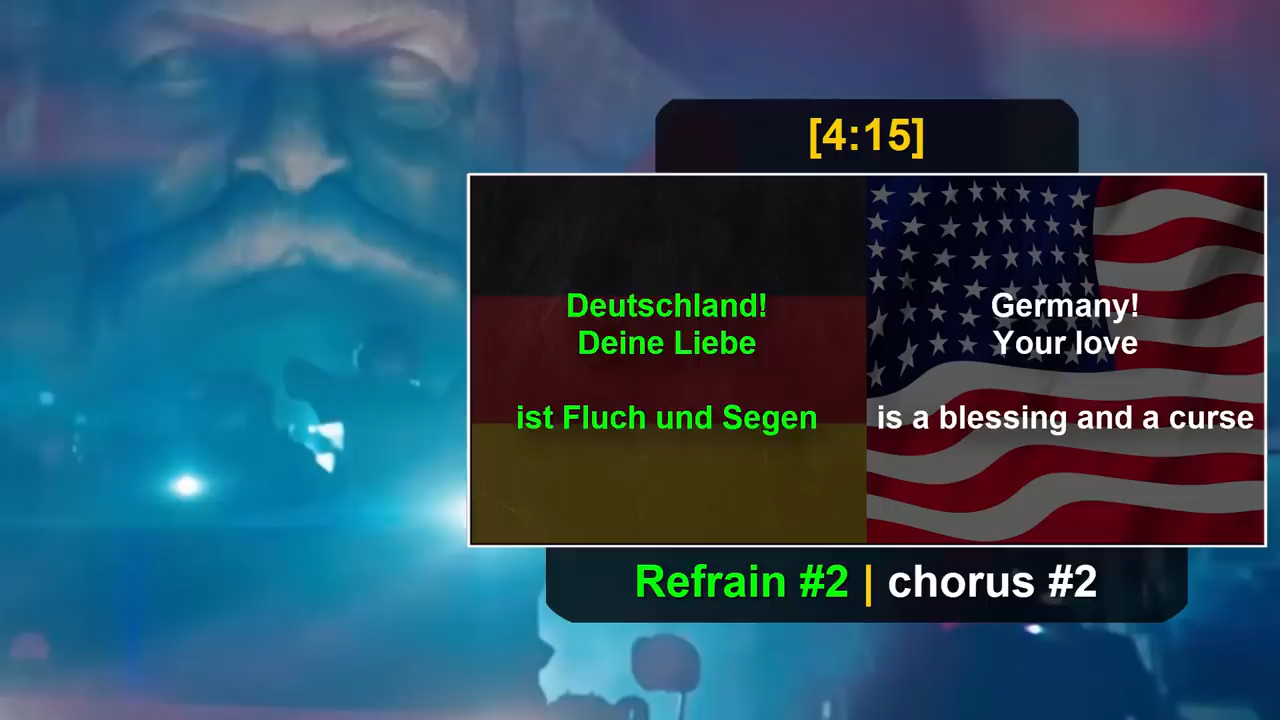 [4:15]
Deutschland!
Deine Liebe
ist Fluch und Segen
Germany!
Your love
is a blessing and a curse
Refrain #2 | chorus #2